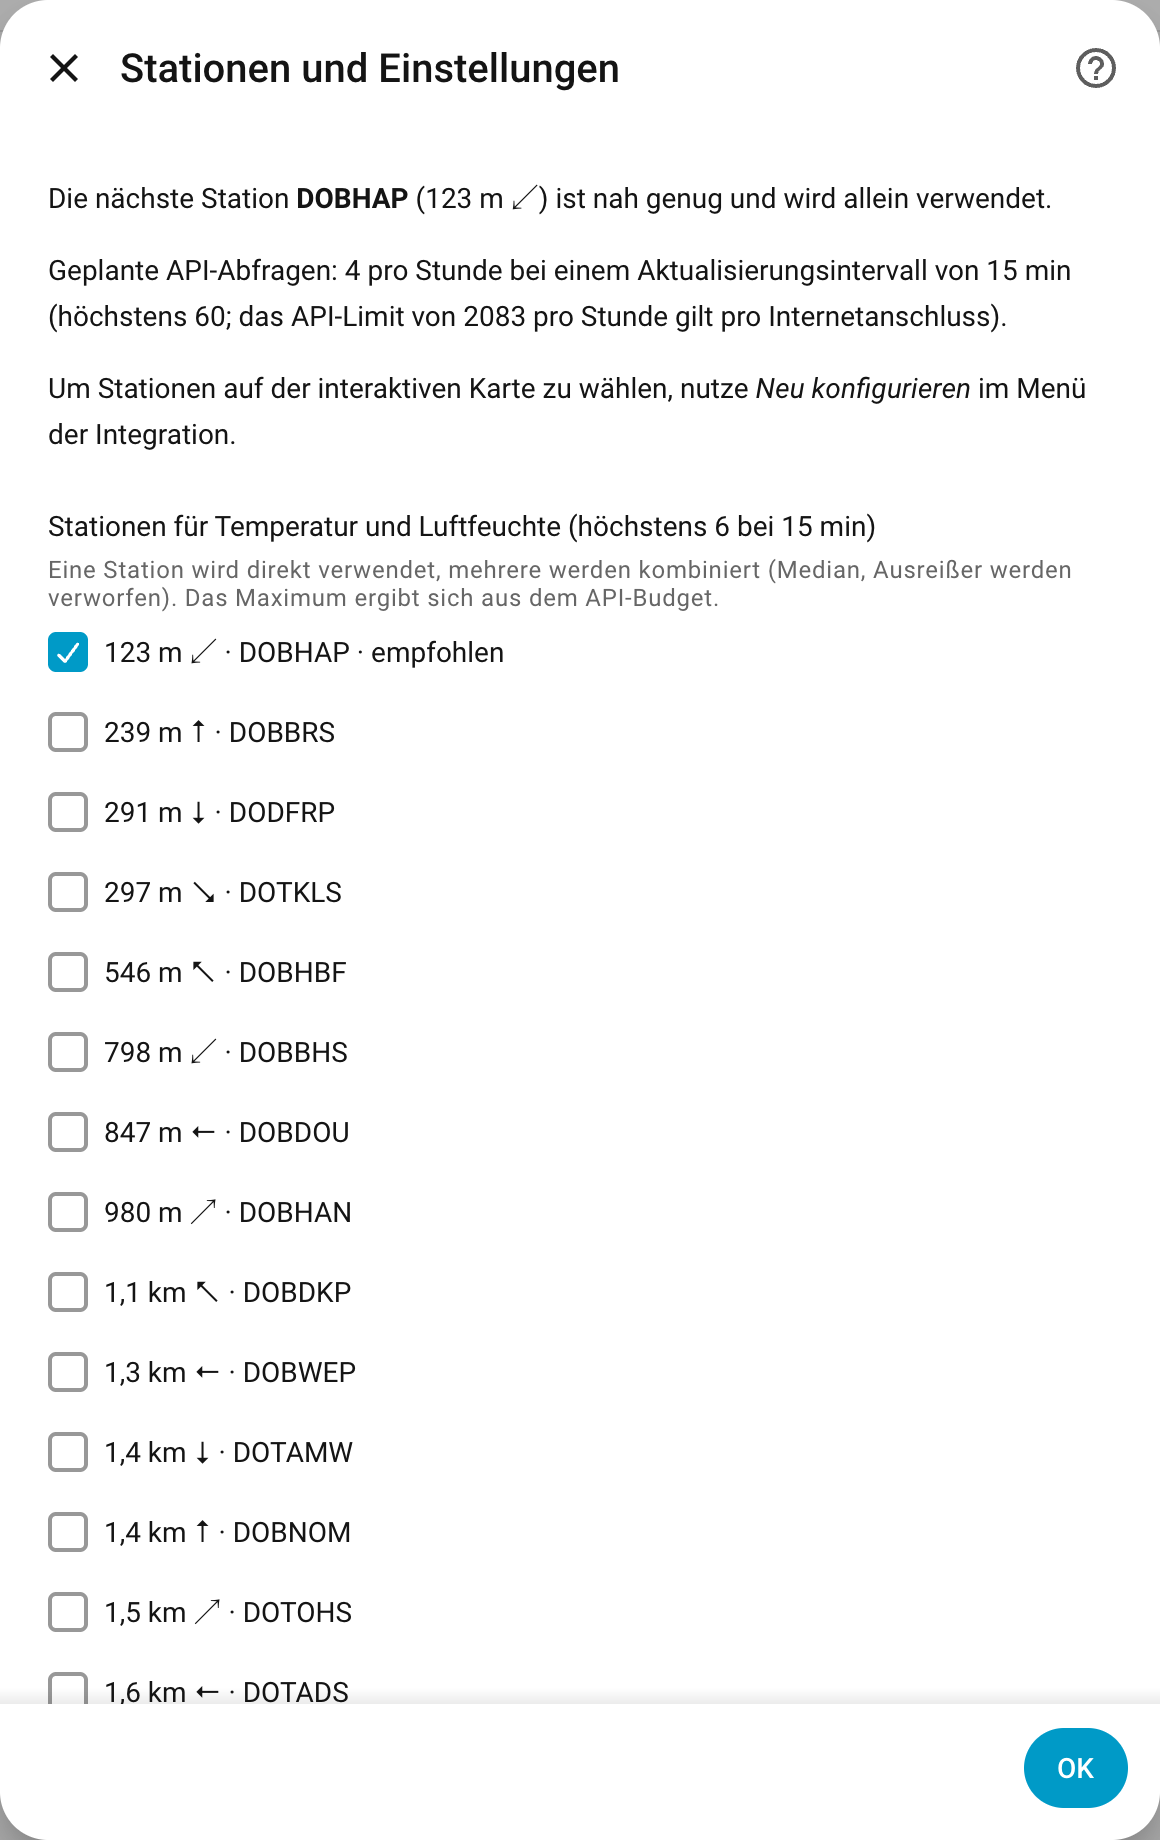 Stationen und Einstellungen
Die nächste Station DOBHAP (123 m ↙) ist nah genug und wird allein verwendet.
Geplante API-Abfragen: 4 pro Stunde bei einem Aktualisierungsintervall von 15 min
(höchstens 60; das API-Limit von 2083 pro Stunde gilt pro Internetanschluss).
Um Stationen auf der interaktiven Karte zu wählen, nutze Neu konfigurieren im Menü
der Integration.
Stationen für Temperatur und Luftfeuchte (höchstens 6 bei 15 min)
Eine Station wird direkt verwendet, mehrere werden kombiniert (Median, Ausreißer werden
verworfen). Das Maximum ergibt sich aus dem API-Budget.
123 m ↙ · DOBHAP · empfohlen
239 m ↑ · DOBBRS
291 m ↓ · DODFRP
297 m ↘ · DOTKLS
546 m ↖ · DOBHBF
798 m ↙ · DOBBHS
847 m ← · DOBDOU
980 m ↗ · DOBHAN
1,1 km ↖ · DOBDKP
1,3 km ← · DOBWEP
1,4 km ↓ · DOTAMW
1,4 km ↑ · DOBNOM
1,5 km ↗ · DOTOHS
1,6 km ← · DOTADS
OK